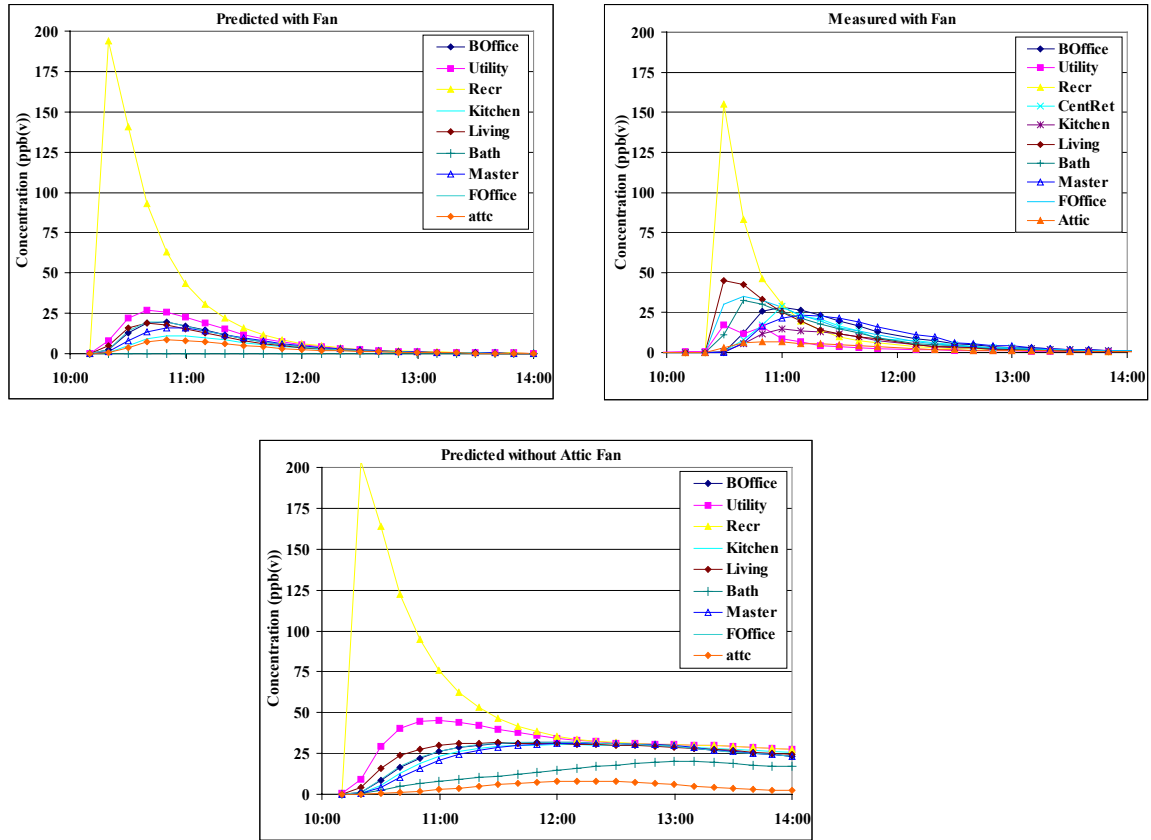 Predicted with Fan
Concentration (ppb(v))
200
175
150
125
100
75
50
25
0
10:00 11:00 12:00 13:00 14:00
BOffice
Utility
Recr
Kitchen
Living
Bath
Master
FOffice
attc
Measured with Fan
Concentration (ppb(v))
200
175
150
125
100
75
50
25
0
10:00 11:00 12:00 13:00 14:00
BOffice
Utility
Recr
CentRet
Kitchen
Living
Bath
Master
FOffice
Attic
Predicted without Attic Fan
Concentration (ppb(v))
200
175
150
125
100
75
50
25
0
10:00 11:00 12:00 13:00 14:00
BOffice
Utility
Recr
Kitchen
Living
Bath
Master
FOffice
attc